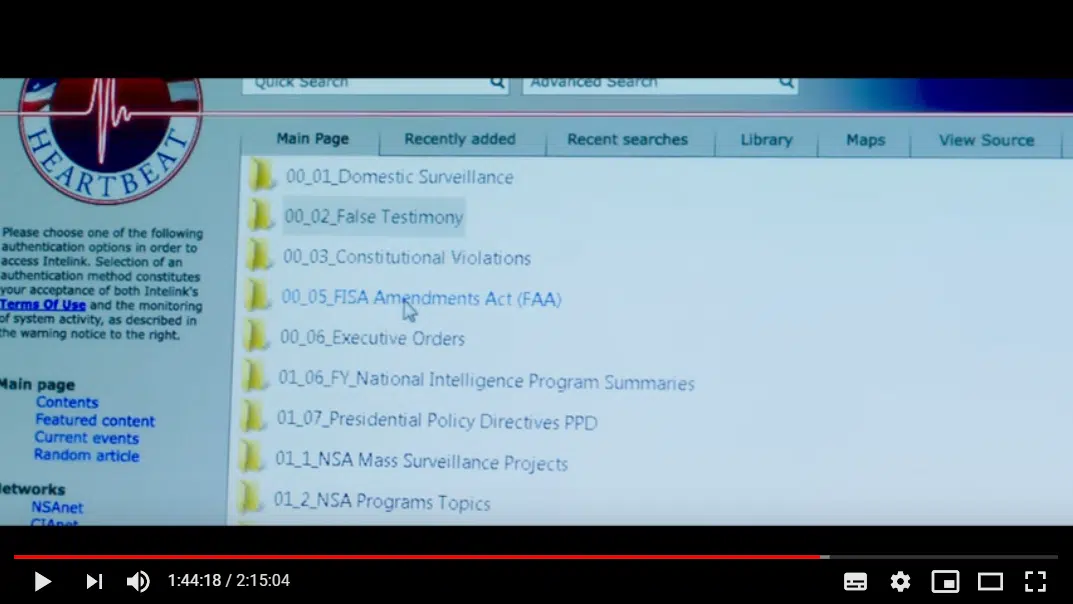 Quick Search
Advanced Search
HEARTBEAT
Main Page
Recently added
Recent searches
Library
Maps
View Source
00_01_Domestic Surveillance
00_02_False Testimony
00_03_Constitutional Violations
00_05_FISA Amendments Act (FAA)
00_06_Executive Orders
01_06_FY_National Intelligence Program Summaries
01_07_Presidential Policy Directives PPD
01_1_NSA Mass Surveillance Projects
01_2_NSA Programs Topics
Please choose one of the following
authentication options in order to
access Intelink. Selection of an
authentication method constitutes
your acceptance of both Intelink's
Terms Of Use and the monitoring
of system activity, as described in
the warning notice to the right.
Main page
Contents
Featured content
Current events
Random article
Networks
NSAnet
CIAnet
1:44:18 / 2:15:04